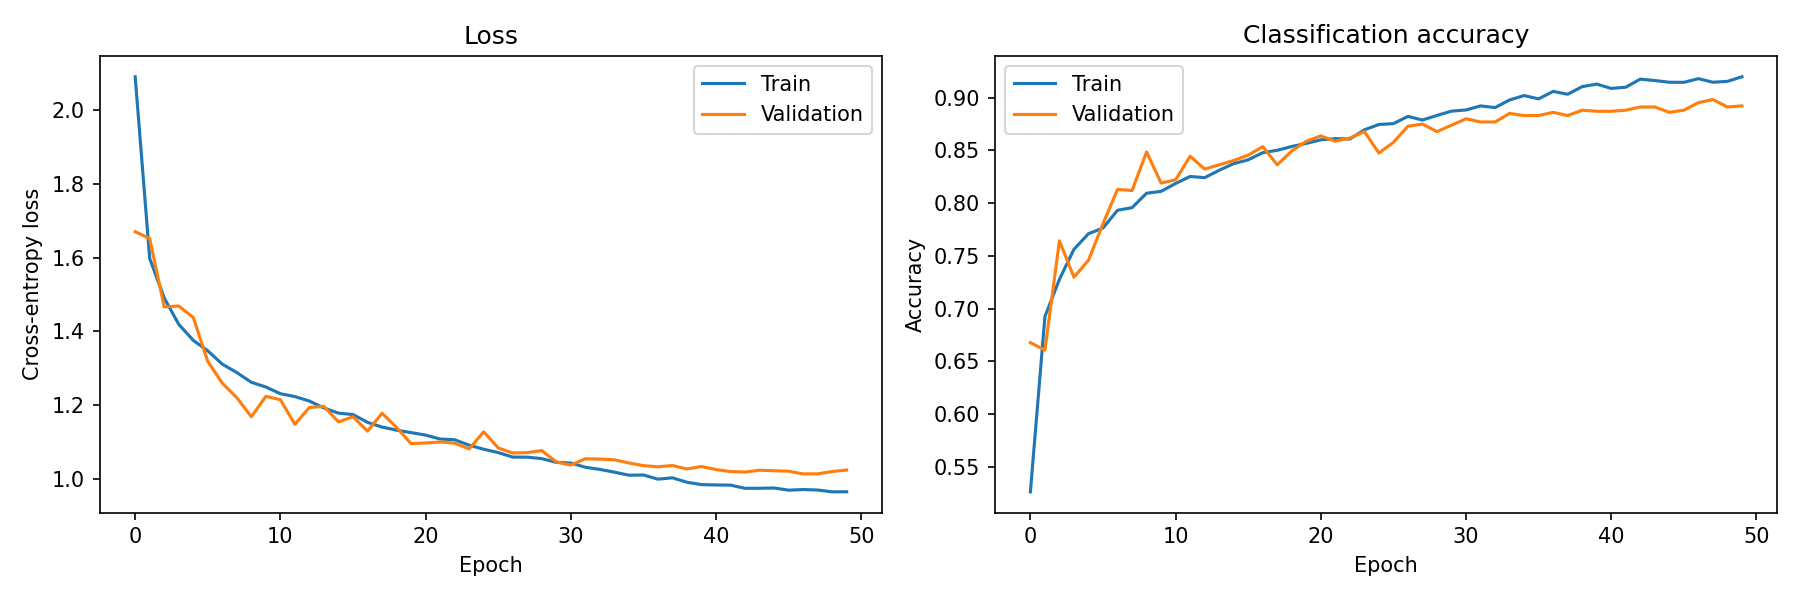 Loss
Train
Validation
2.0
1.8
1.6
1.4
1.2
1.0
Cross-entropy loss
0 10 20 30 40 50
Epoch
Classification accuracy
Train
Validation
0.90
0.85
0.80
0.75
0.70
0.65
0.60
0.55
Accuracy
0 10 20 30 40 50
Epoch